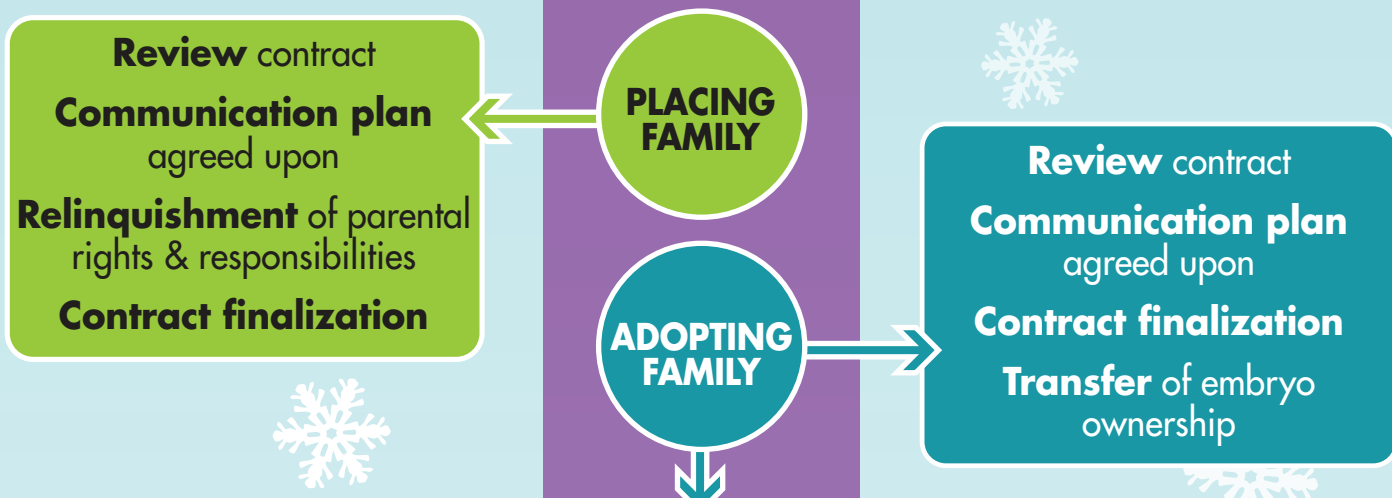 Review contract
Communication plan
agreed upon
Relinquishment of parental
rights & responsibilities
Contract finalization
PLACING
FAMILY
ADOPTING
FAMILY
Review contract
Communication plan
agreed upon
Contract finalization
Transfer of embryo
ownership